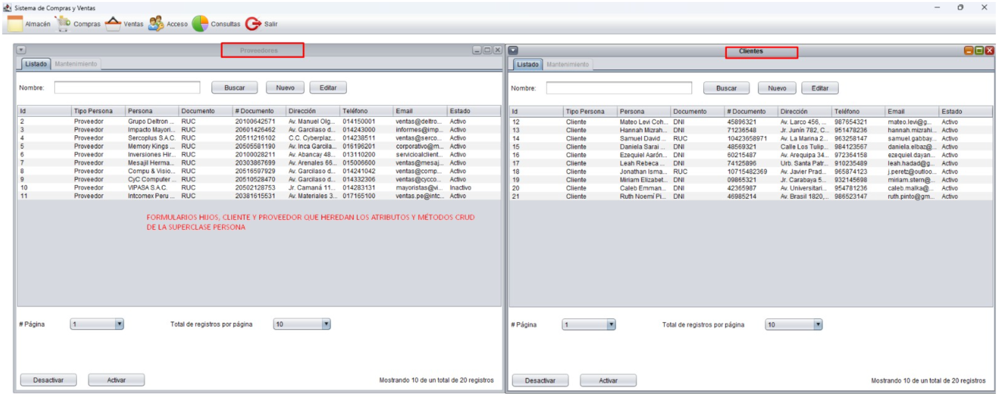 Sistema de Compras y Ventas
Almacén Compras Ventas Acceso Consultas Salir
Proveedores
Listado Mantenimiento
Nombre: Buscar Nuevo Editar
Id Tipo Persona Persona Documento # Documento Dirección Teléfono Email Estado
2 Proveedor Grupo Deltron ... RUC 20100642571 Av. Manuel Olg... 014150001 ventas@deltro... Activo
3 Proveedor Impacto Mayori... RUC 20601426462 Av. Garcilaso d... 014243000 informes@imp... Activo
4 Proveedor Sercoplus S.A.C. RUC 20511216102 C.C. Cyberplaz... 014238511 ventas@serco... Activo
5 Proveedor Memory Kings ... RUC 20505581190 Av. Inca Garcila... 016196201 corporativo@m... Activo
6 Proveedor Inversiones Hir... RUC 20100028211 Av. Abancay 48... 013110200 servicioalclient... Activo
7 Proveedor Mesajil Herma... RUC 20303867699 Av. Arenales 66... 015006600 ventas@mesaj... Activo
8 Proveedor Compu & Visio... RUC 20516597929 Av. Garcilaso d... 014241042 ventas@comp... Activo
9 Proveedor CyC Computer ... RUC 20510528470 Av. Garcilaso d... 014332306 ventas@cycco... Activo
10 Proveedor VIPASA S.A.C. RUC 20502128753 Jr. Camaná 11... 014283131 mayoristas@vi... Inactivo
11 Proveedor Intcomex Peru ... RUC 20381615531 Av. Materiales 3... 017165100 ventas.pe@intc... Activo
FORMULARIOS HIJOS, CLIENTE Y PROVEEDOR QUE HEREDAN LOS ATRIBUTOS Y MÉTODOS CRUD
DE LA SUPERCLASE PERSONA
# Página 1 Total de registros por página 10
Desactivar Activar Mostrando 10 de un total de 20 registros
Clientes
Listado Mantenimiento
Nombre: Buscar Nuevo Editar
Id Tipo Persona Persona Documento # Documento Dirección Teléfono Email Estado
12 Cliente Mateo Levi Coh... DNI 45896321 Av. Larco 456, ... 987654321 mateo.levi@g... Activo
13 Cliente Hannah Mizrah... DNI 71236548 Jr. Junín 782, C... 951478236 hannah.mizrahi... Activo
14 Cliente Samuel David ... RUC 10423658971 Av. La Marina 2... 963258147 samuel.gabbay... Activo
15 Cliente Daniela Sarai ... DNI 48569321 Calle Los Tulip... 984123567 daniela.elbaz@... Activo
16 Cliente Ezequiel Aarón... DNI 60215487 Av. Arequipa 34... 972364158 ezequiel.dayan... Activo
17 Cliente Leah Rebeca ... DNI 74125896 Urb. Santa Patr... 910235489 leah.hadad@g... Activo
18 Cliente Jonathan Isma... RUC 10715482369 Av. Javier Prad... 965874123 j.peretz@outloo... Activo
19 Cliente Miriam Elizabet... DNI 09865321 Jr. Carabaya 5... 932145698 miriam.stern@... Activo
20 Cliente Caleb Emman... DNI 42365987 Av. Universitari... 954781236 caleb.malka@... Activo
21 Cliente Ruth Noemí Pi... DNI 46985214 Av. Brasil 1820,... 986523147 ruth.pinto@gm... Activo
# Página 1 Total de registros por página 10
Desactivar Activar Mostrando 10 de un total de 20 registros